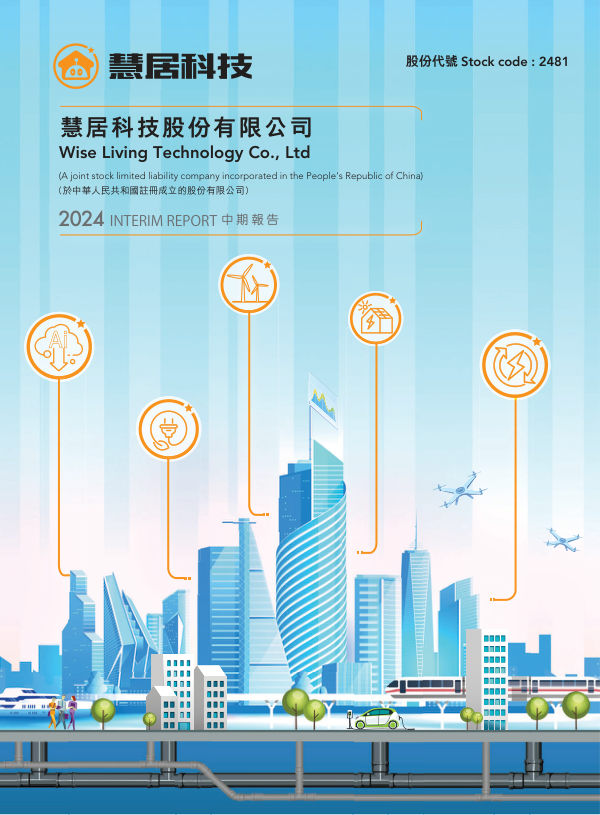 慧居科技
股份代號 Stock code : 2481
慧居科技股份有限公司
Wise Living Technology Co., Ltd
(A joint stock limited liability company incorporated in the People's Republic of China)
(於中華人民共和國註冊成立的股份有限公司)
2024 INTERIM REPORT 中期報告
Ai